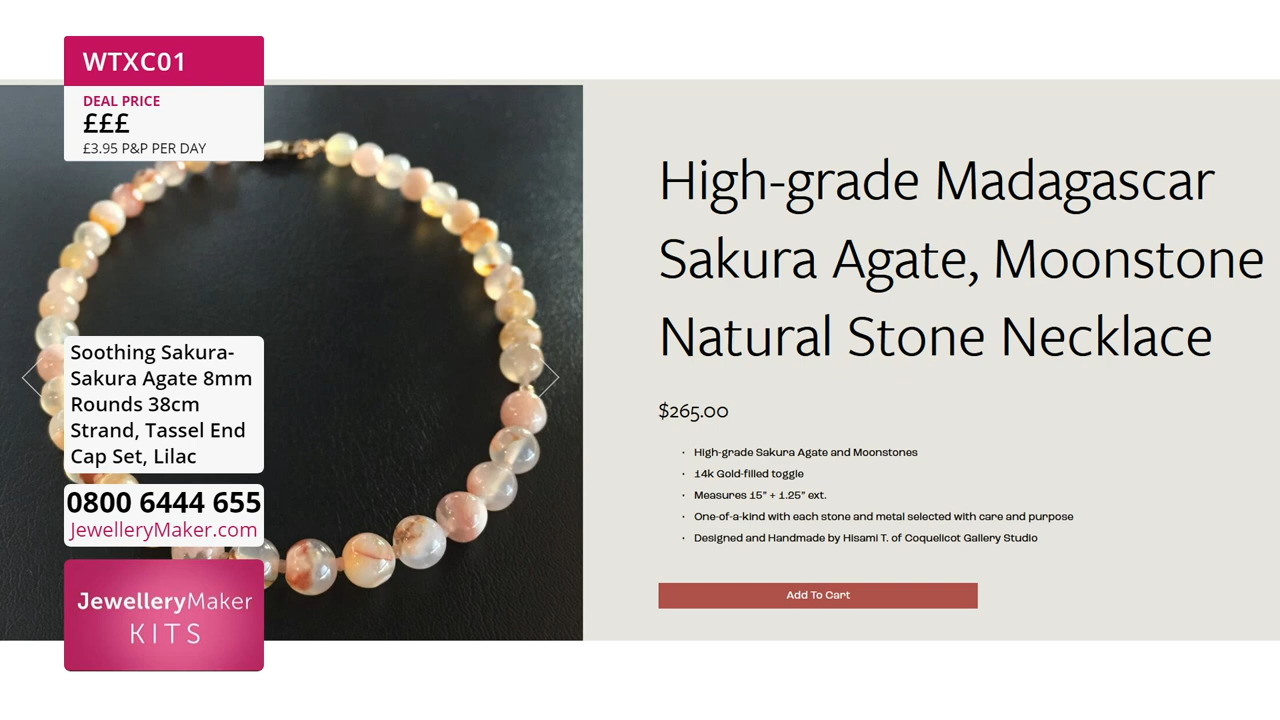 WTXC01
DEAL PRICE
£££
£3.95 P&P PER DAY
Soothing Sakura-
Sakura Agate 8mm
Rounds 38cm
Strand, Tassel End
Cap Set, Lilac
0800 6444 655
JewelleryMaker.com
JewelleryMaker
KITS
High-grade Madagascar
Sakura Agate, Moonstone
Natural Stone Necklace
$265.00
· High-grade Sakura Agate and Moonstones
· 14k Gold-filled toggle
· Measures 15” + 1.25” ext.
· One-of-a-kind with each stone and metal selected with care and purpose
· Designed and Handmade by Hisami T. of Coquelicot Gallery Studio
Add To Cart